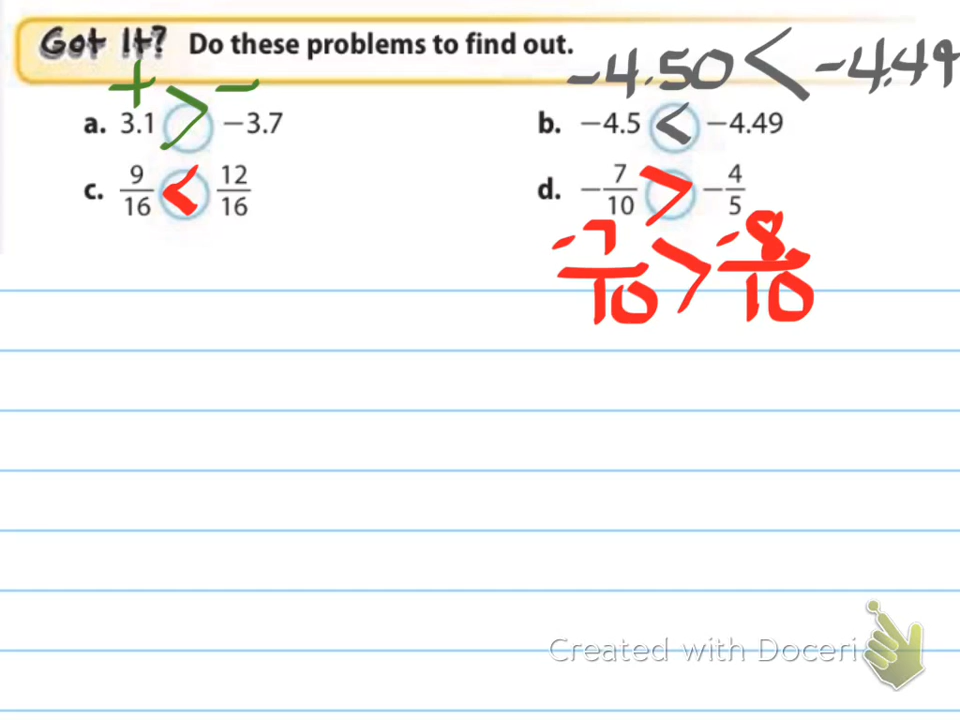 Got It? Do these problems to find out.
-4.50 < -4.49
+ > -
a. 3.1 > −3.7
b. −4.5 < −4.49
c. 9/16 < 12/16
d. −7/10 > −4/5
-7/10 > -8/10
Created with Doceri